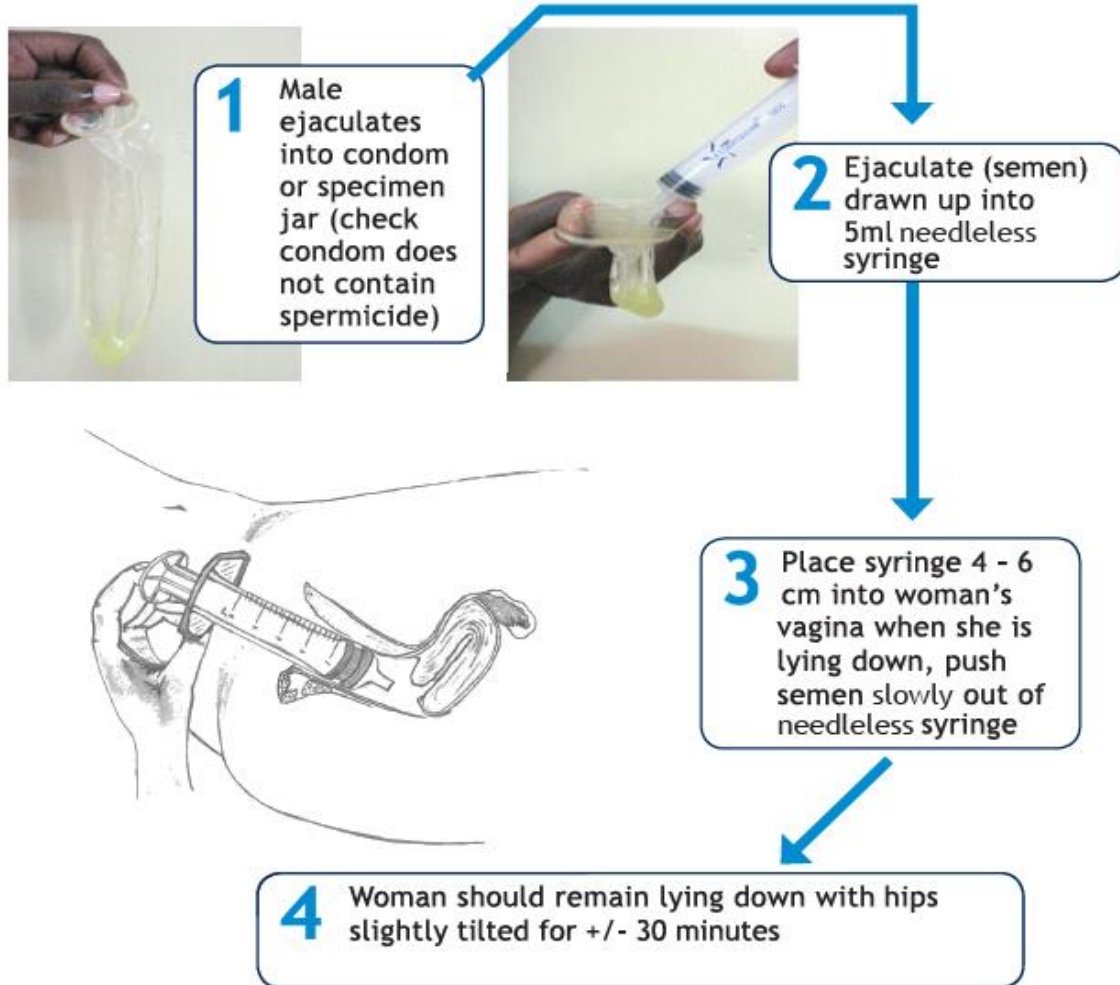 1
Male
ejaculates
into condom
or specimen
jar (check
condom does
not contain
spermicide)
2
Ejaculate (semen)
drawn up into
5ml needleless
syringe
3
Place syringe 4 - 6
cm into woman's
vagina when she is
lying down, push
semen slowly out of
needleless syringe
4
Woman should remain lying down with hips
slightly tilted for +/- 30 minutes